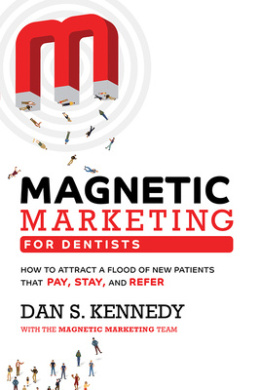 MAGNETIC
MARKETING
FOR DENTISTS
HOW TO ATTRACT A FLOOD OF NEW PATIENTS
THAT PAY, STAY, AND REFER
DAN S. KENNEDY
WITH THE MAGNETIC MARKETING TEAM